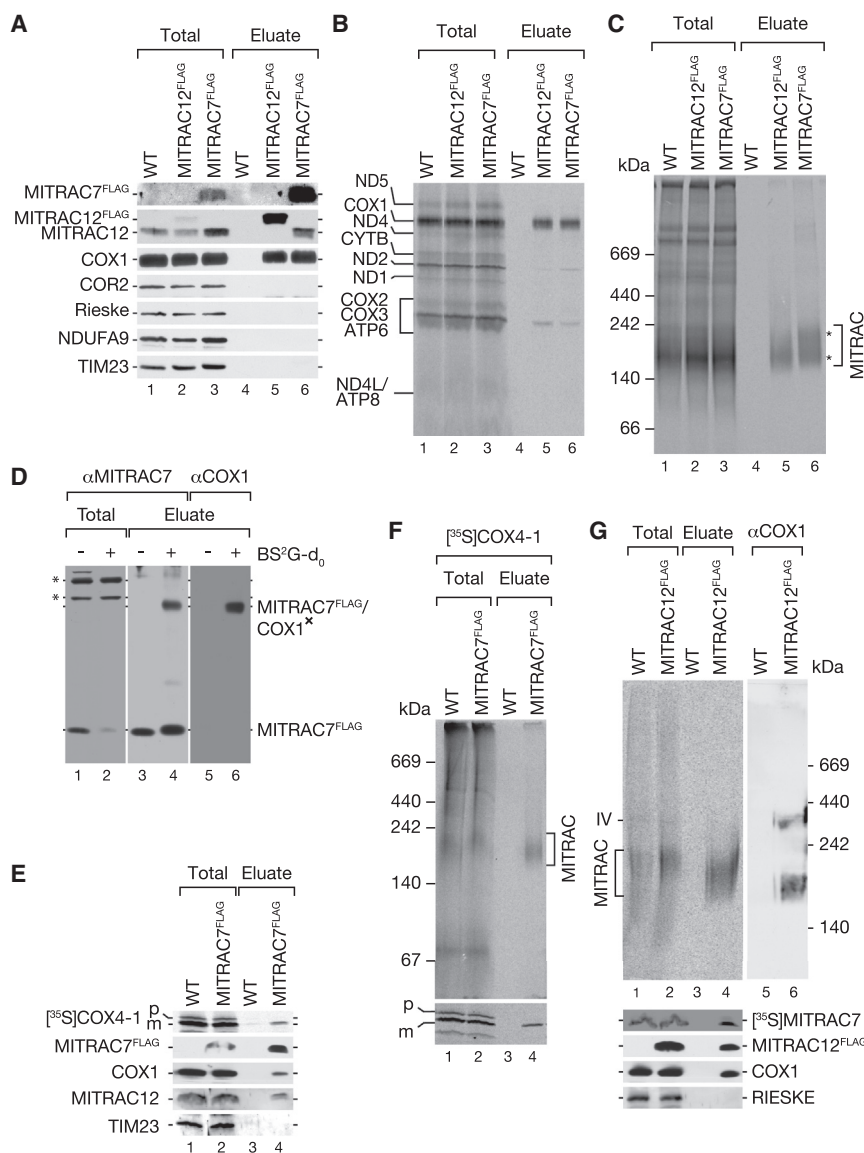 A
Total Eluate
WT MITRAC12FLAG MITRAC7FLAG WT MITRAC12FLAG MITRAC7FLAG
MITRAC7FLAG
MITRAC12FLAG
MITRAC12
COX1
COR2
Rieske
NDUFA9
TIM23
1 2 3 4 5 6
B
Total Eluate
WT MITRAC12FLAG MITRAC7FLAG WT MITRAC12FLAG MITRAC7FLAG
ND5
COX1
ND4
CYTB
ND2
ND1
COX2
COX3
ATP6
ND4L/
ATP8
1 2 3 4 5 6
C
Total Eluate
WT MITRAC12FLAG MITRAC7FLAG WT MITRAC12FLAG MITRAC7FLAG
kDa
669
440
242
140
66
*
*
MITRAC
1 2 3 4 5 6
D
αMITRAC7 αCOX1
Total Eluate
- + - + - + BS2G-d0
*
*
MITRAC7FLAG/
COX1x
MITRAC7FLAG
1 2 3 4 5 6
E
Total Eluate
WT MITRAC7FLAG WT MITRAC7FLAG
[35S]COX4-1 p
m
MITRAC7FLAG
COX1
MITRAC12
TIM23
1 2 3 4
F
[35S]COX4-1
Total Eluate
WT MITRAC7FLAG WT MITRAC7FLAG
kDa
669
440
242
140
67
MITRAC
p
m
1 2 3 4
G
Total Eluate αCOX1
WT MITRAC12FLAG WT MITRAC12FLAG WT MITRAC12FLAG
kDa
669
440
242
140
IV
MITRAC
1 2 3 4 5 6
[35S]MITRAC7
MITRAC12FLAG
COX1
RIESKE